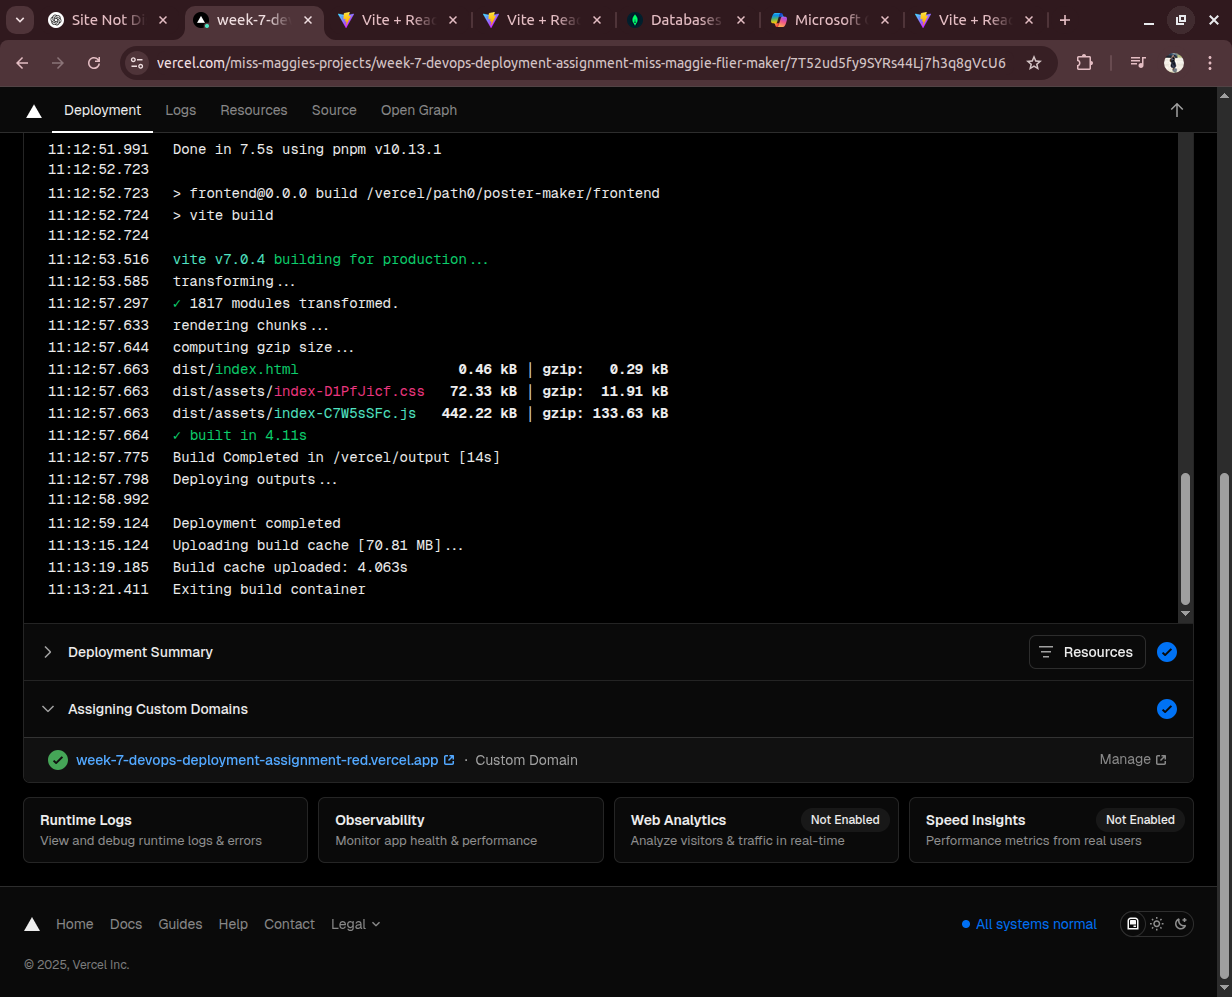 Site Not Di
week-7-dev
Vite + Reac
Vite + Reac
Databases
Microsoft
Vite + Reac
vercel.com/miss-maggies-projects/week-7-devops-deployment-assignment-miss-maggie-flier-maker/7T52ud5fy9SYRs44Lj7h3q8gVcU6
Deployment Logs Resources Source Open Graph
11:12:51.991 Done in 7.5s using pnpm v10.13.1
11:12:52.723
11:12:52.723 > frontend@0.0.0 build /vercel/path0/poster-maker/frontend
11:12:52.724 > vite build
11:12:52.724
11:12:53.516 vite v7.0.4 building for production...
11:12:53.585 transforming...
11:12:57.297 ✓ 1817 modules transformed.
11:12:57.633 rendering chunks...
11:12:57.644 computing gzip size...
11:12:57.663 dist/index.html 0.46 kB │ gzip: 0.29 kB
11:12:57.663 dist/assets/index-D1PfJicf.css 72.33 kB │ gzip: 11.91 kB
11:12:57.663 dist/assets/index-C7W5sSFc.js 442.22 kB │ gzip: 133.63 kB
11:12:57.664 ✓ built in 4.11s
11:12:57.775 Build Completed in /vercel/output [14s]
11:12:57.798 Deploying outputs...
11:12:58.992
11:12:59.124 Deployment completed
11:13:15.124 Uploading build cache [70.81 MB]...
11:13:19.185 Build cache uploaded: 4.063s
11:13:21.411 Exiting build container
Deployment Summary Resources
Assigning Custom Domains
week-7-devops-deployment-assignment-red.vercel.app · Custom Domain Manage
Runtime Logs
View and debug runtime logs & errors
Observability
Monitor app health & performance
Web Analytics Not Enabled
Analyze visitors & traffic in real-time
Speed Insights Not Enabled
Performance metrics from real users
Home Docs Guides Help Contact Legal All systems normal
© 2025, Vercel Inc.